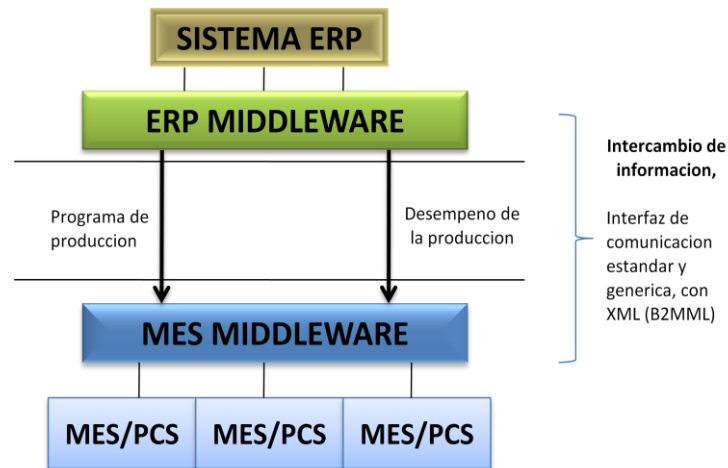 SISTEMA ERP
ERP MIDDLEWARE
Programa de
produccion
Desempeno de
la produccion
Intercambio de
informacion,
Interfaz de
comunicacion
estandar y
generica, con
XML (B2MML)
MES MIDDLEWARE
MES/PCS
MES/PCS
MES/PCS